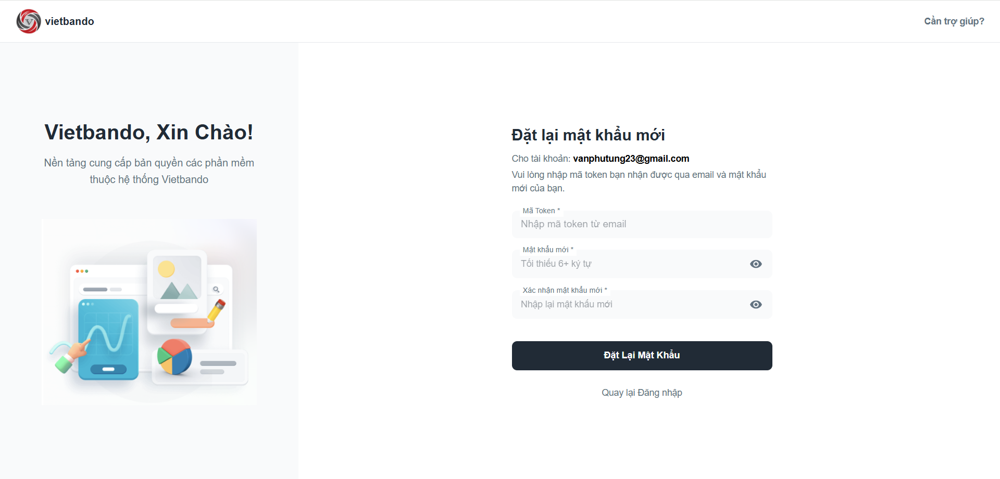 vietbando
Cần trợ giúp?
Vietbando, Xin Chào!
Nền tảng cung cấp bản quyền các phần mềm
thuộc hệ thống Vietbando
Đặt lại mật khẩu mới
Cho tài khoản: vanphutung23@gmail.com
Vui lòng nhập mã token bạn nhận được qua email và mật khẩu
mới của bạn.
Mã Token *
Nhập mã token từ email
Mật khẩu mới *
Tối thiểu 6+ ký tự
Xác nhận mật khẩu mới *
Nhập lại mật khẩu mới
Đặt Lại Mật Khẩu
Quay lại Đăng nhập